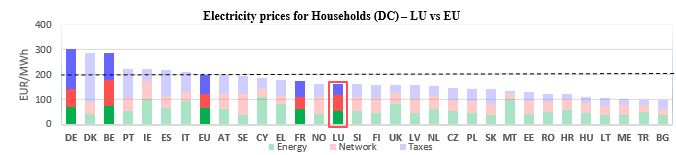 Electricity prices for Households (DC) – LU vs EU
EUR/MWh
400
300
200
100
0
DE DK BE PT IE ES IT EU AT SE CY EL FR NO LU SI FI UK LV NL CZ PL SK MT EE RO HR HU LT ME TR BG
Energy Network Taxes